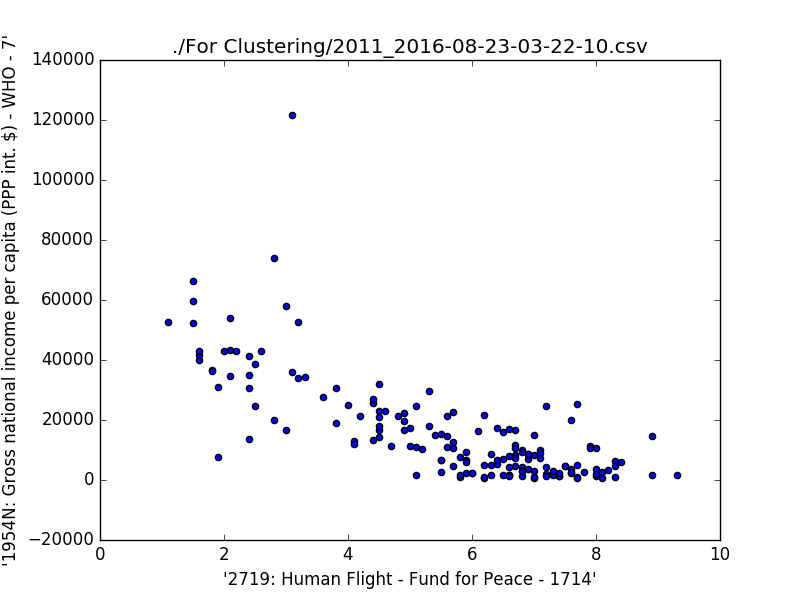 ./For Clustering/2011_2016-08-23-03-22-10.csv
'1954N: Gross national income per capita (PPP int. $) - WHO - 7'
140000
120000
100000
80000
60000
40000
20000
0
−20000
0 2 4 6 8 10
'2719: Human Flight - Fund for Peace - 1714'